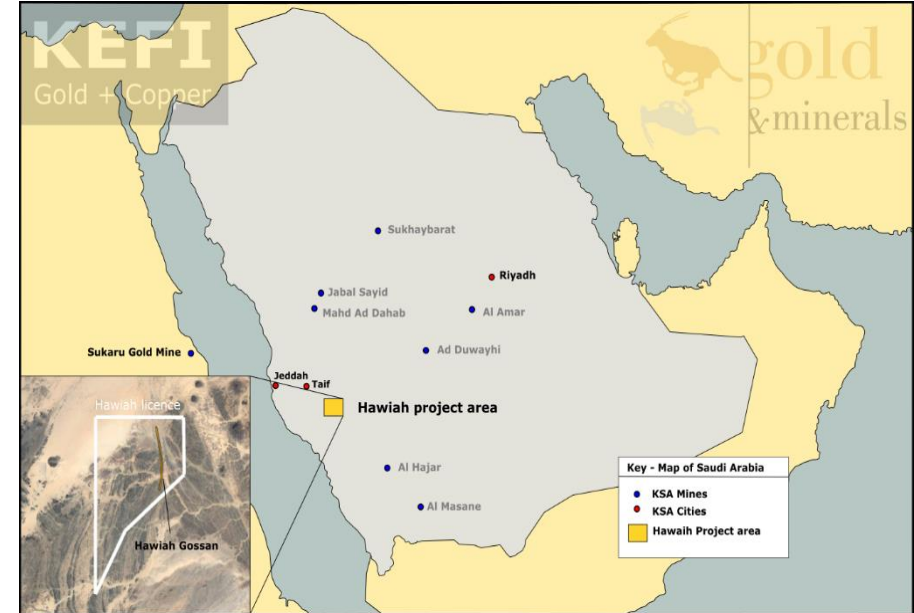 KEFI
Gold + Copper
gold
& minerals
Sukhaybarat
Riyadh
Jabal Sayid
Mahd Ad Dahab
Al Amar
Sukaru Gold Mine
Ad Duwayhi
Jeddah
Taif
Hawiah project area
Hawiah licence
Hawiah Gossan
Al Hajar
Al Masane
Key - Map of Saudi Arabia
KSA Mines
KSA Cities
Hawaih Project area